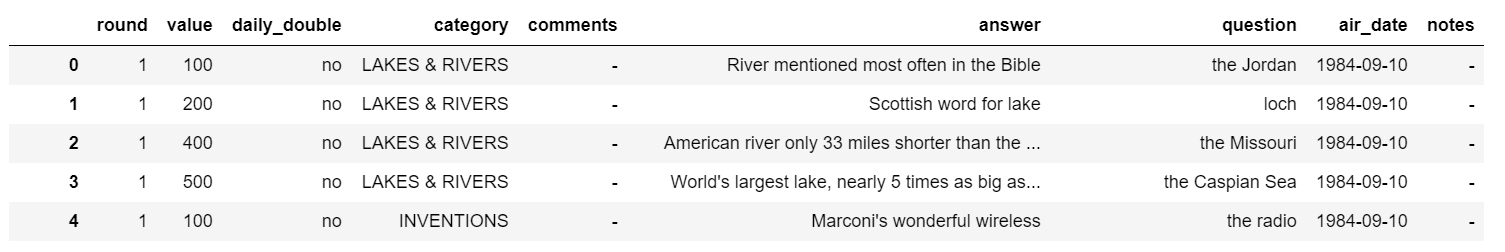 round value daily_double category comments answer question air_date notes
0 1 100 no LAKES & RIVERS - River mentioned most often in the Bible the Jordan 1984-09-10 -
1 1 200 no LAKES & RIVERS - Scottish word for lake loch 1984-09-10 -
2 1 400 no LAKES & RIVERS - American river only 33 miles shorter than the ... the Missouri 1984-09-10 -
3 1 500 no LAKES & RIVERS - World's largest lake, nearly 5 times as big as... the Caspian Sea 1984-09-10 -
4 1 100 no INVENTIONS - Marconi's wonderful wireless the radio 1984-09-10 -